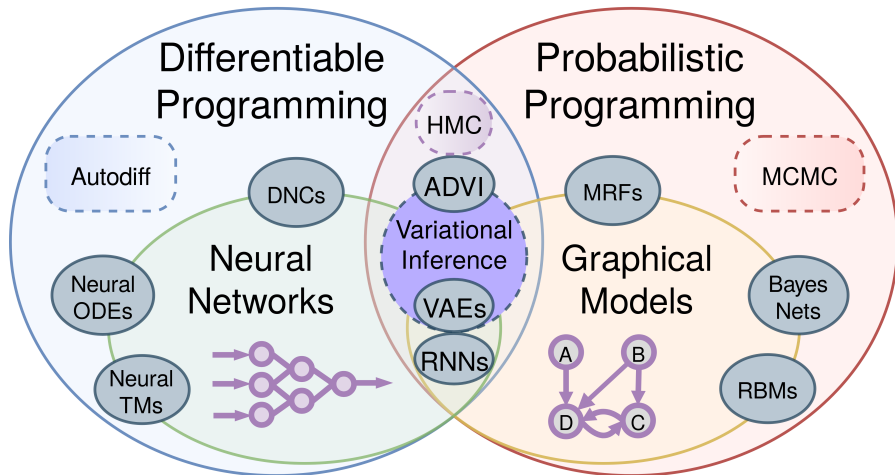 Differentiable
Programming
Probabilistic
Programming
HMC
Autodiff
MCMC
DNCs
ADVI
MRFs
Variational
Inference
Neural
Networks
Graphical
Models
Neural
ODEs
VAEs
Bayes
Nets
RNNs
Neural
TMs
A
B
D
C
RBMs